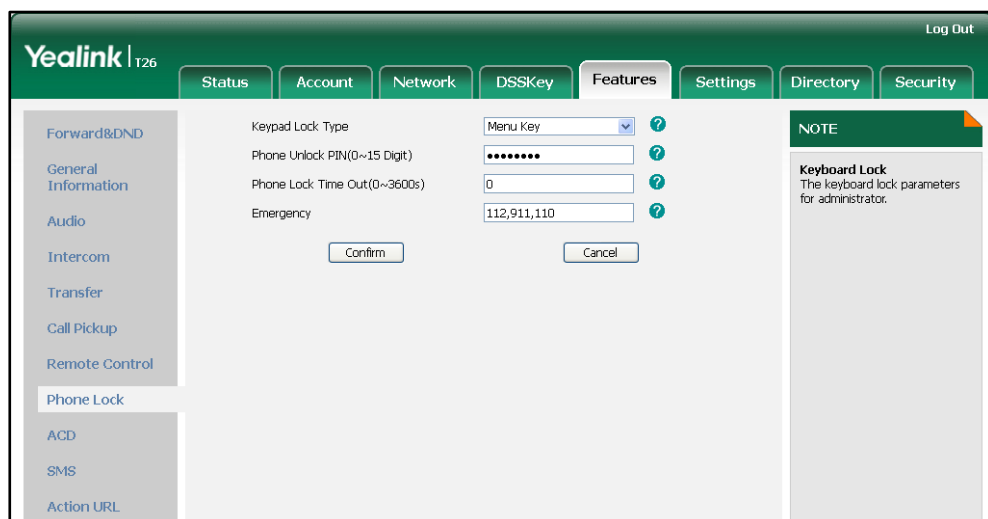 Log Out
Yealink T26
Status Account Network DSSKey Features Settings Directory Security
Forward&DND
General
Information
Audio
Intercom
Transfer
Call Pickup
Remote Control
Phone Lock
ACD
SMS
Action URL
Keypad Lock Type Menu Key ?
Phone Unlock PIN(0~15 Digit) •••••••• ?
Phone Lock Time Out(0~3600s) 0 ?
Emergency 112,911,110 ?
Confirm Cancel
NOTE
Keyboard Lock
The keyboard lock parameters
for administrator.